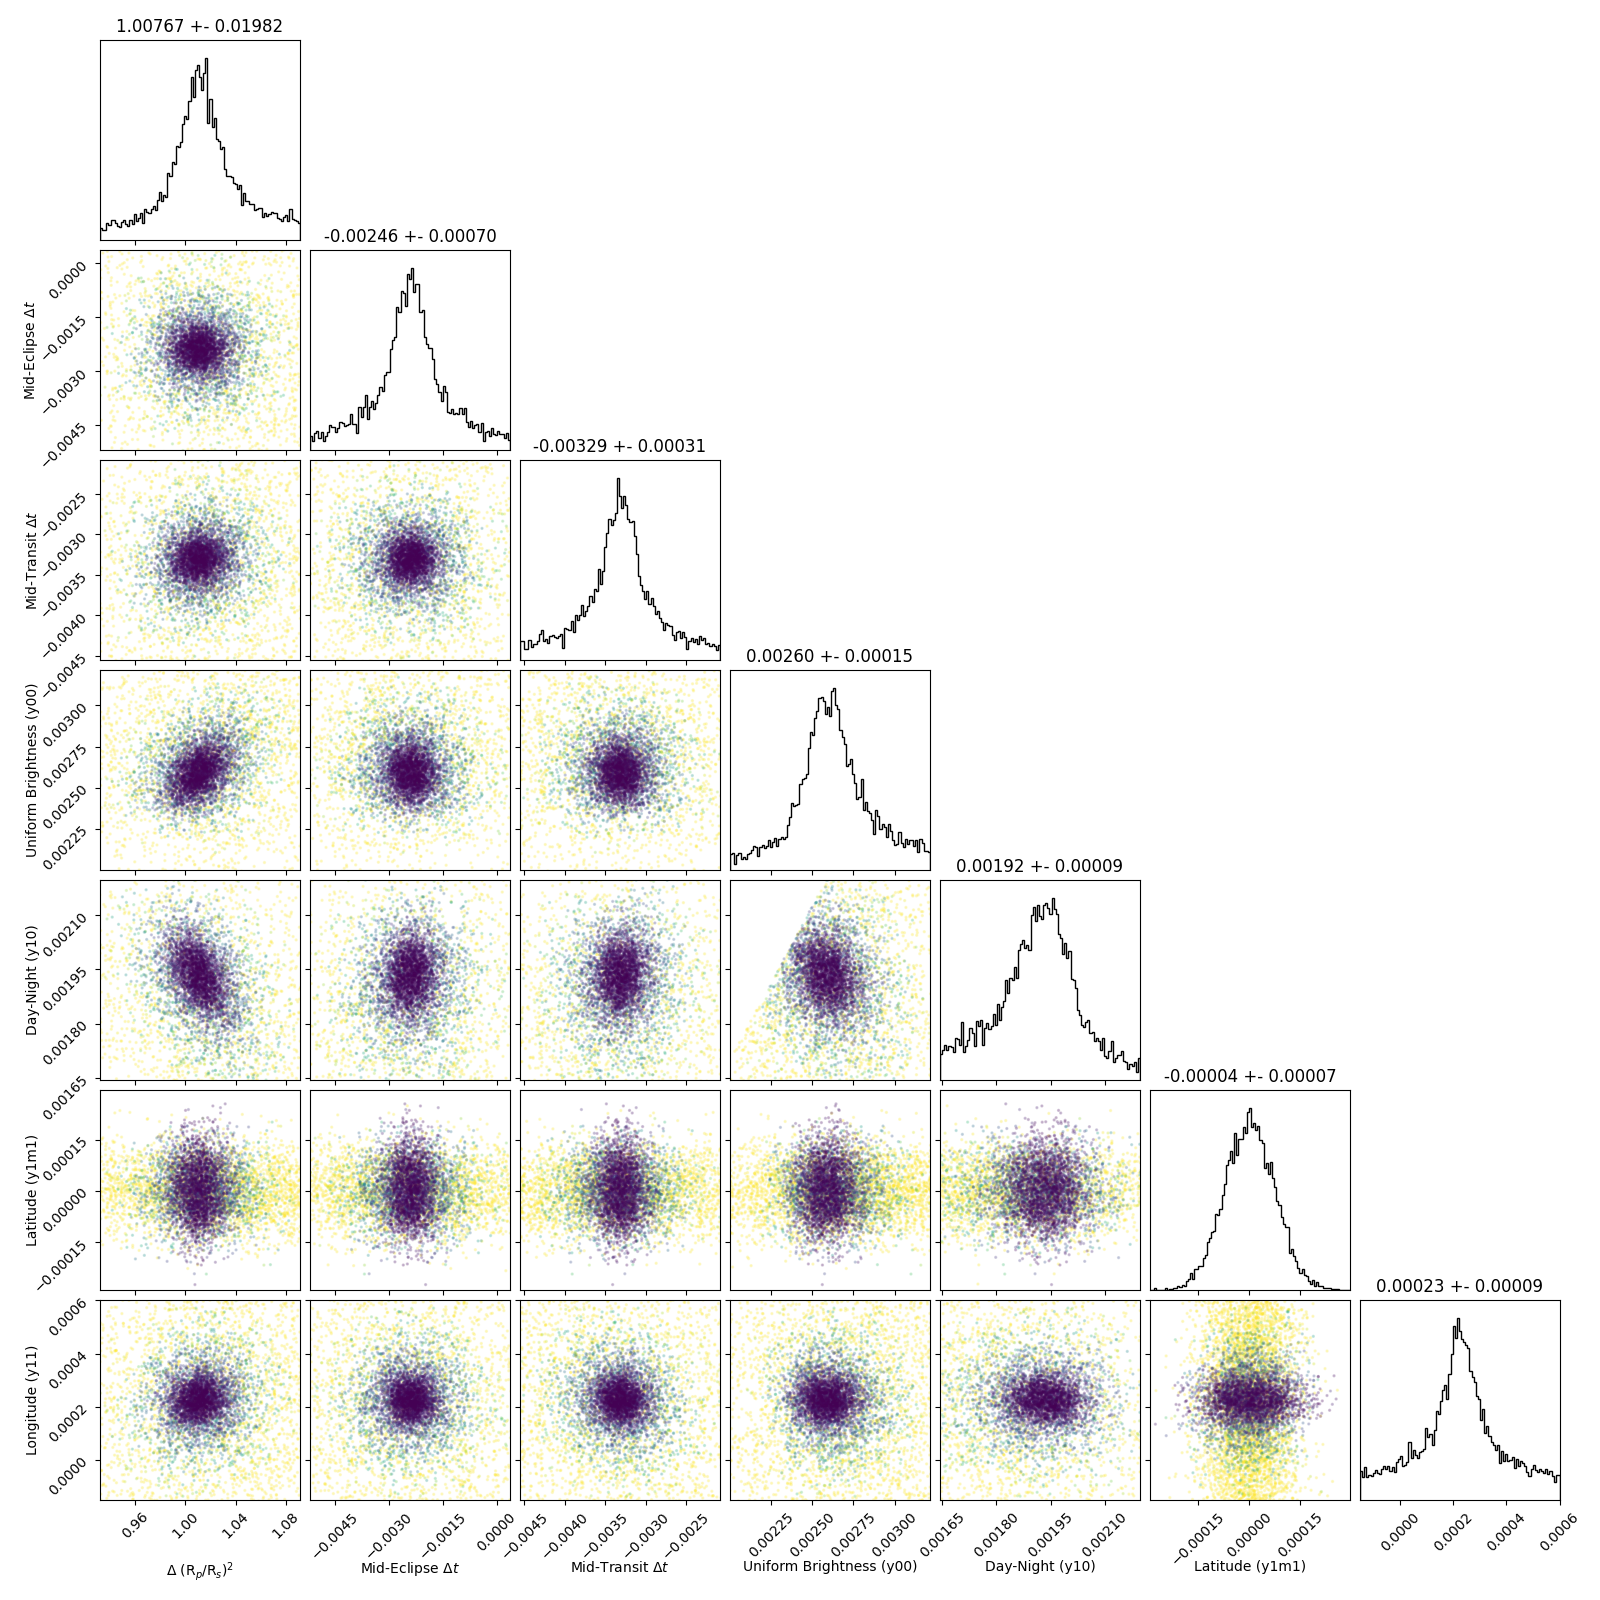 1.00767 +- 0.01982
-0.00246 +- 0.00070
Mid-Eclipse Δt
0.0000
−0.0015
−0.0030
−0.0045
-0.00329 +- 0.00031
Mid-Transit Δt
−0.0025
−0.0030
−0.0035
−0.0040
−0.0045
0.00260 +- 0.00015
Uniform Brightness (y00)
0.00300
0.00275
0.00250
0.00225
0.00192 +- 0.00009
Day-Night (y10)
0.00210
0.00195
0.00180
0.00165
-0.00004 +- 0.00007
Latitude (y1m1)
0.00015
0.00000
−0.00015
0.00023 +- 0.00009
Longitude (y11)
0.0006
0.0004
0.0002
0.0000
0.96 1.00 1.04 1.08
−0.0045 −0.0030 −0.0015 0.0000
−0.0045 −0.0040 −0.0035 −0.0030 −0.0025
0.00225 0.00250 0.00275 0.00300
0.00165 0.00180 0.00195 0.00210
−0.00015 0.00000 0.00015
0.0000 0.0002 0.0004 0.0006
Δ (Rp/Rs)²
Mid-Eclipse Δt
Mid-Transit Δt
Uniform Brightness (y00)
Day-Night (y10)
Latitude (y1m1)